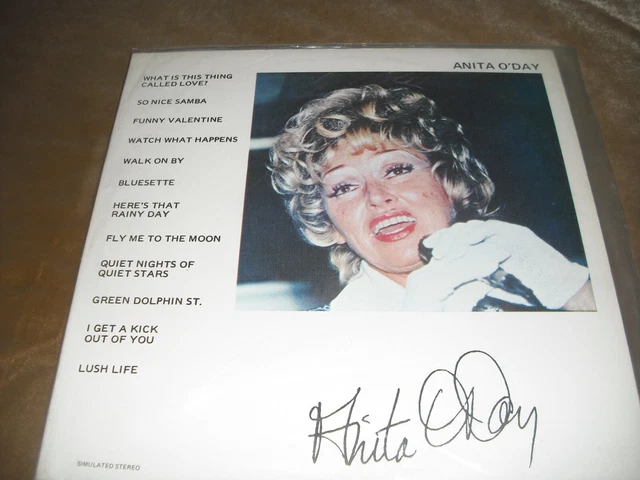 ANITA O'DAY
WHAT IS THIS THING
CALLED LOVE?
SO NICE SAMBA
FUNNY VALENTINE
WATCH WHAT HAPPENS
WALK ON BY
BLUESETTE
HERE'S THAT
RAINY DAY
FLY ME TO THE MOON
QUIET NIGHTS OF
QUIET STARS
GREEN DOLPHIN ST.
I GET A KICK
OUT OF YOU
LUSH LIFE
Anita O'Day
SIMULATED STEREO